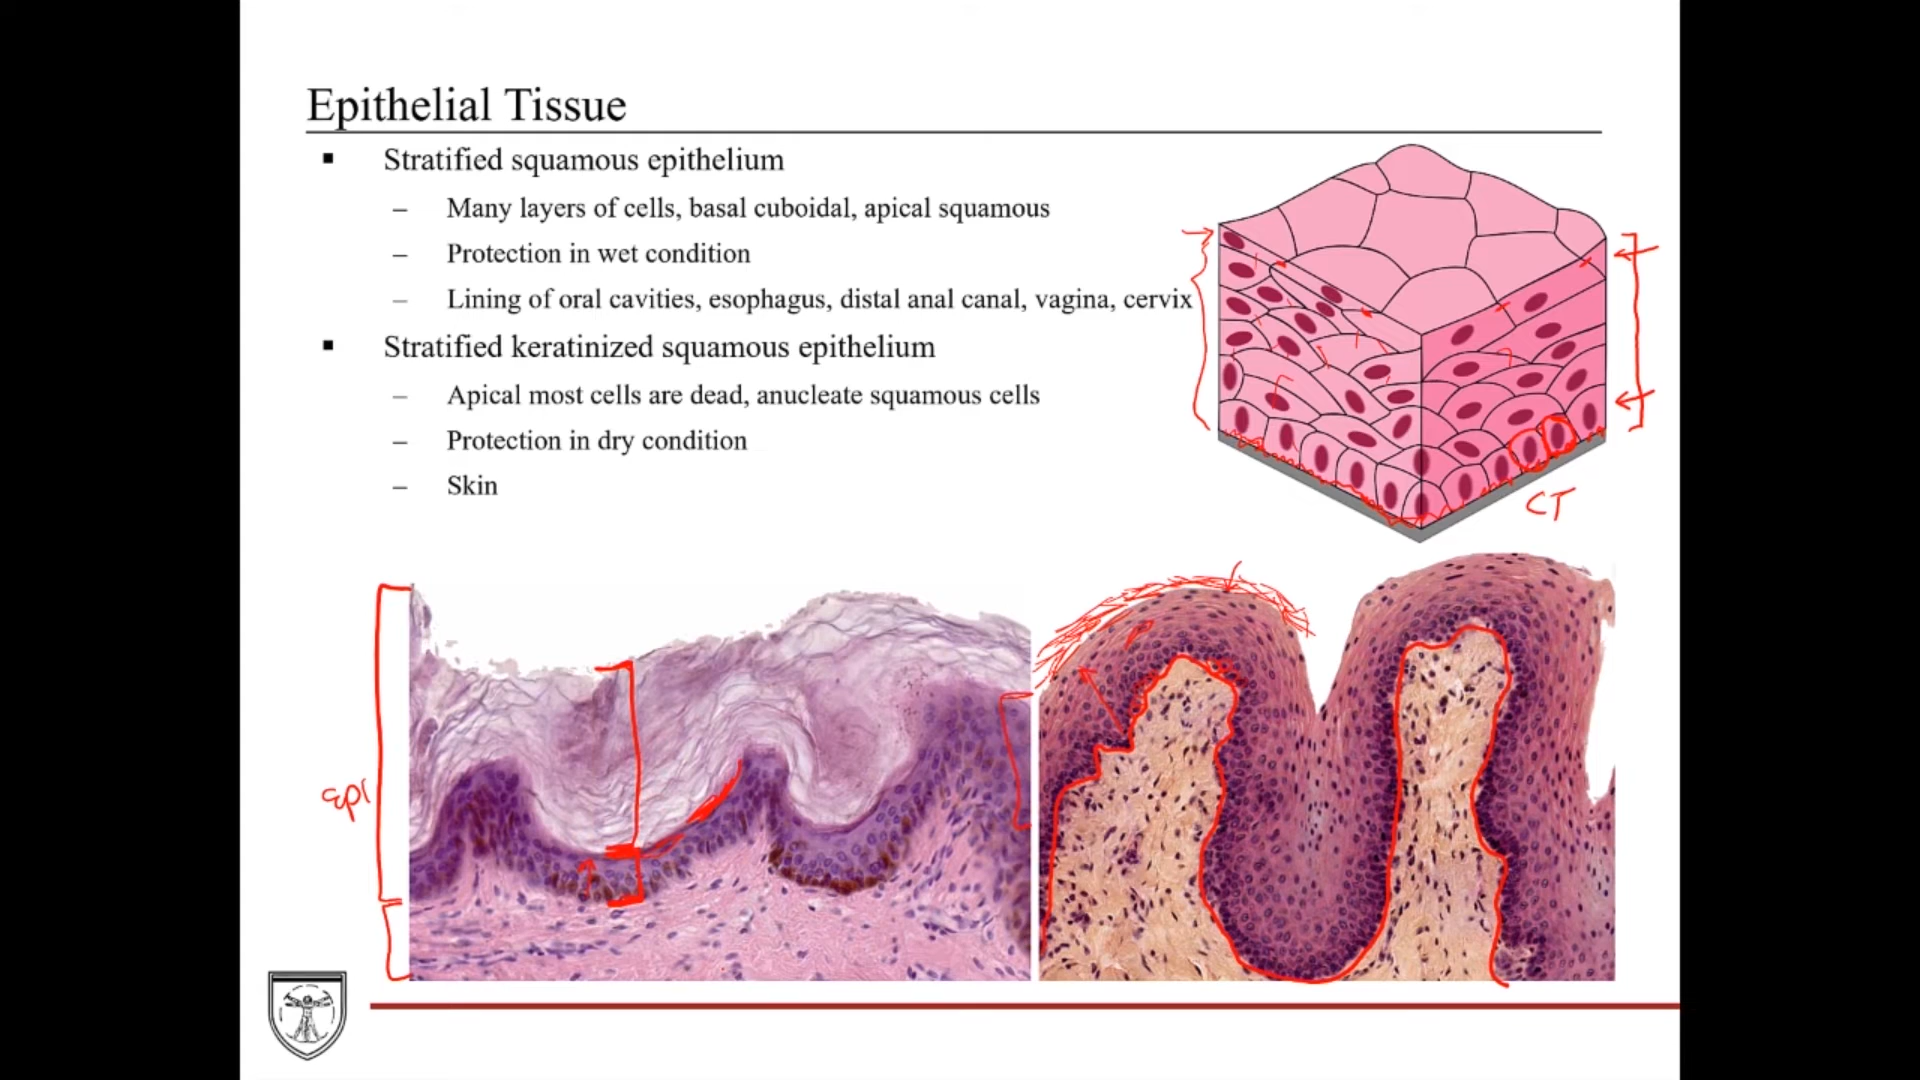 Epithelial Tissue
▪ Stratified squamous epithelium
– Many layers of cells, basal cuboidal, apical squamous
– Protection in wet condition
– Lining of oral cavities, esophagus, distal anal canal, vagina, cervix
▪ Stratified keratinized squamous epithelium
– Apical most cells are dead, anucleate squamous cells
– Protection in dry condition
– Skin
CT
epi